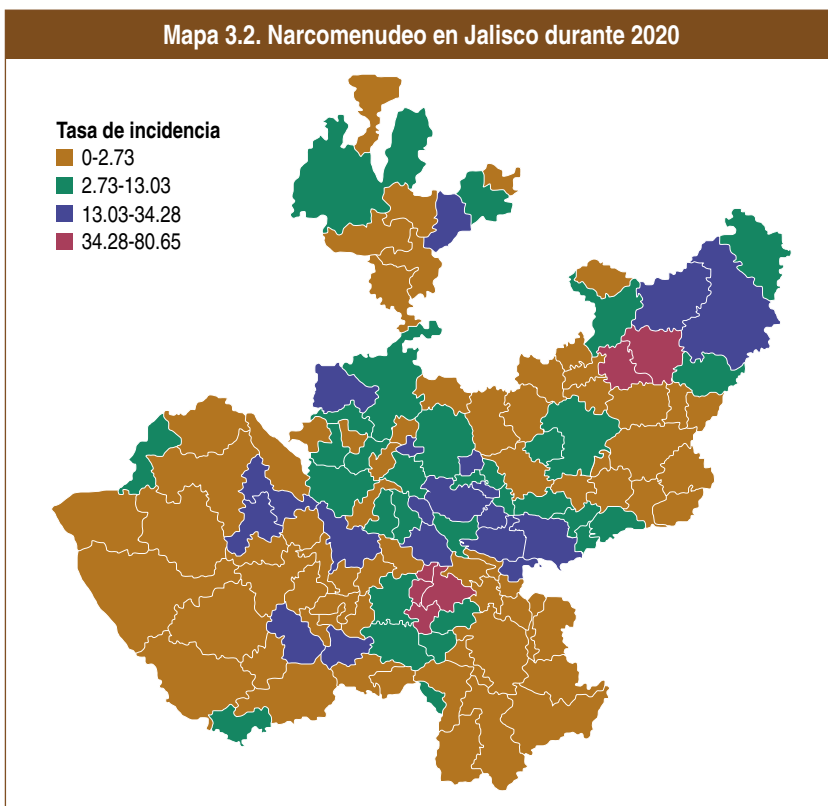 Mapa 3.2. Narcomenudeo en Jalisco durante 2020
Tasa de incidencia
0-2.73
2.73-13.03
13.03-34.28
34.28-80.65